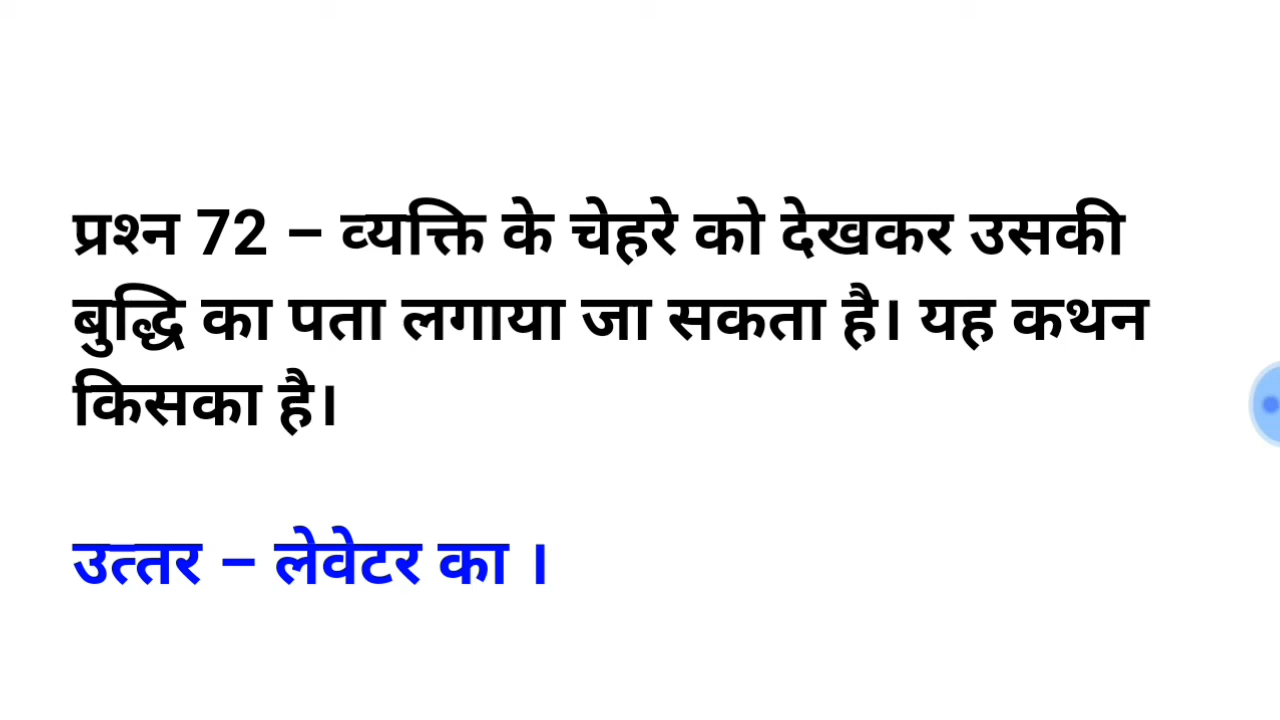 प्रश्न 72 – व्यक्ति के चेहरे को देखकर उसकी
बुद्धि का पता लगाया जा सकता है। यह कथन
किसका है।
उत्तर – लेवेटर का ।